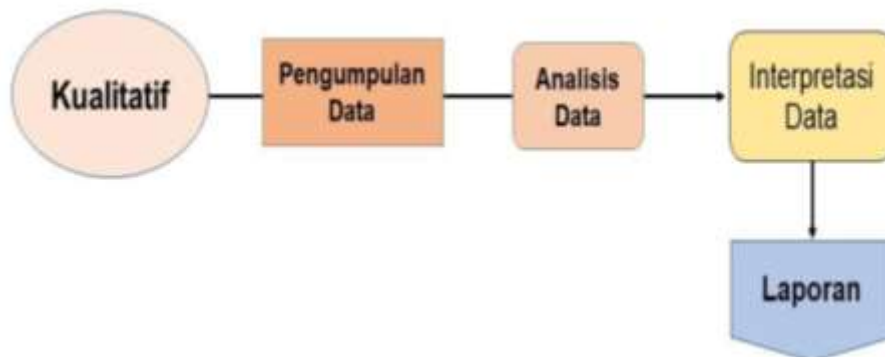 Kualitatif
Pengumpulan
Data
Analisis
Data
Interpretasi
Data
Laporan